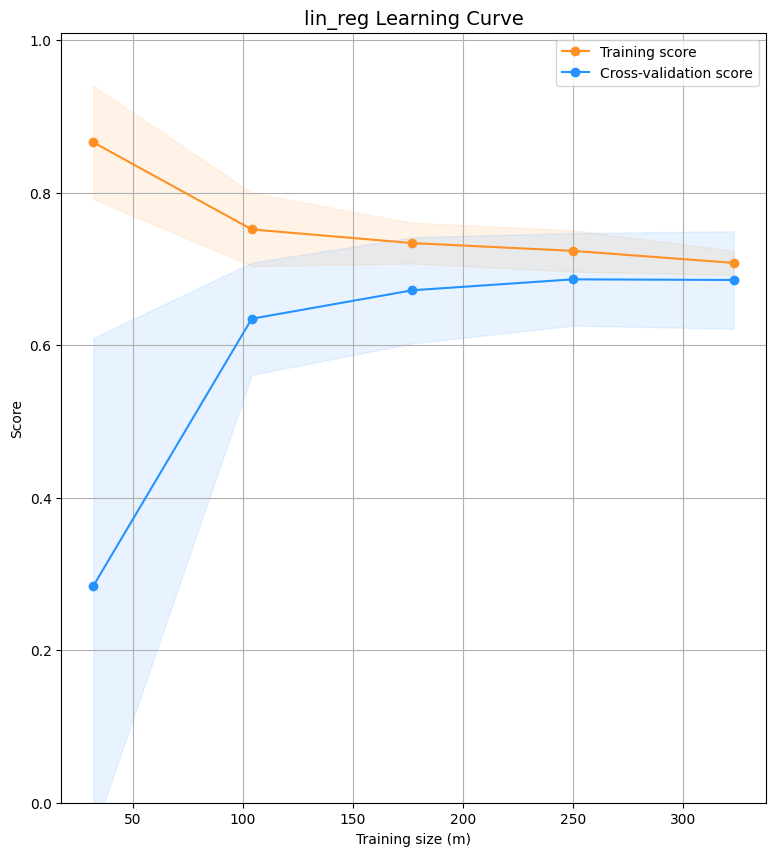 lin_reg Learning Curve
Training score
Cross-validation score
1.0
0.8
0.6
0.4
0.2
0.0
Score
50
100
150
200
250
300
Training size (m)